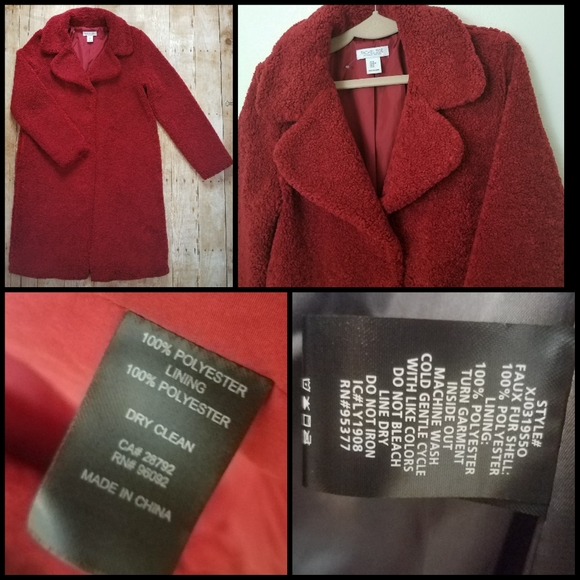 100% POLYESTER
LINING
100% POLYESTER
DRY CLEAN
CA# 28792
RN# 96092
MADE IN CHINA
STYLE#
XJ0319S50
FAUX FUR SHELL:
100% POLYESTER
LINING:
100% POLYESTER
TURN GARMENT
INSIDE OUT
MACHINE WASH
COLD GENTLE CYCLE
WITH LIKE COLORS
DO NOT BLEACH
LINE DRY
DO NOT IRON
IC#LY1908
RN#95377